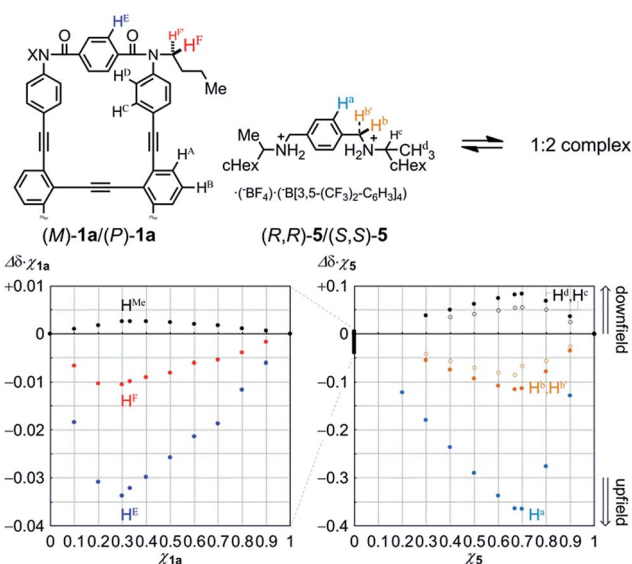 H^E
O
O
H^F'
XN
N
H^F
H^D
Me
H^C
H^A
H^B
(M)-1a/(P)-1a
H^a
H^b'
H^b
H^c
Me
+
NH2
+
H2N
CH^d3
cHex
cHex
·(⁻BF4)·(⁻B[3,5-(CF3)2-C6H3]4)
(R,R)-5/(S,S)-5
1:2 complex
Δδ·χ1a
+0.01
0
−0.01
−0.02
−0.03
−0.04
H^Me
H^F
H^E
0 0.1 0.2 0.3 0.4 0.5 0.6 0.7 0.8 0.9 1
χ1a
Δδ·χ5
+0.1
0
−0.1
−0.2
−0.3
−0.4
H^d,H^c
H^b,H^b'
H^a
downfield
upfield
0 0.1 0.2 0.3 0.4 0.5 0.6 0.7 0.8 0.9 1
χ5